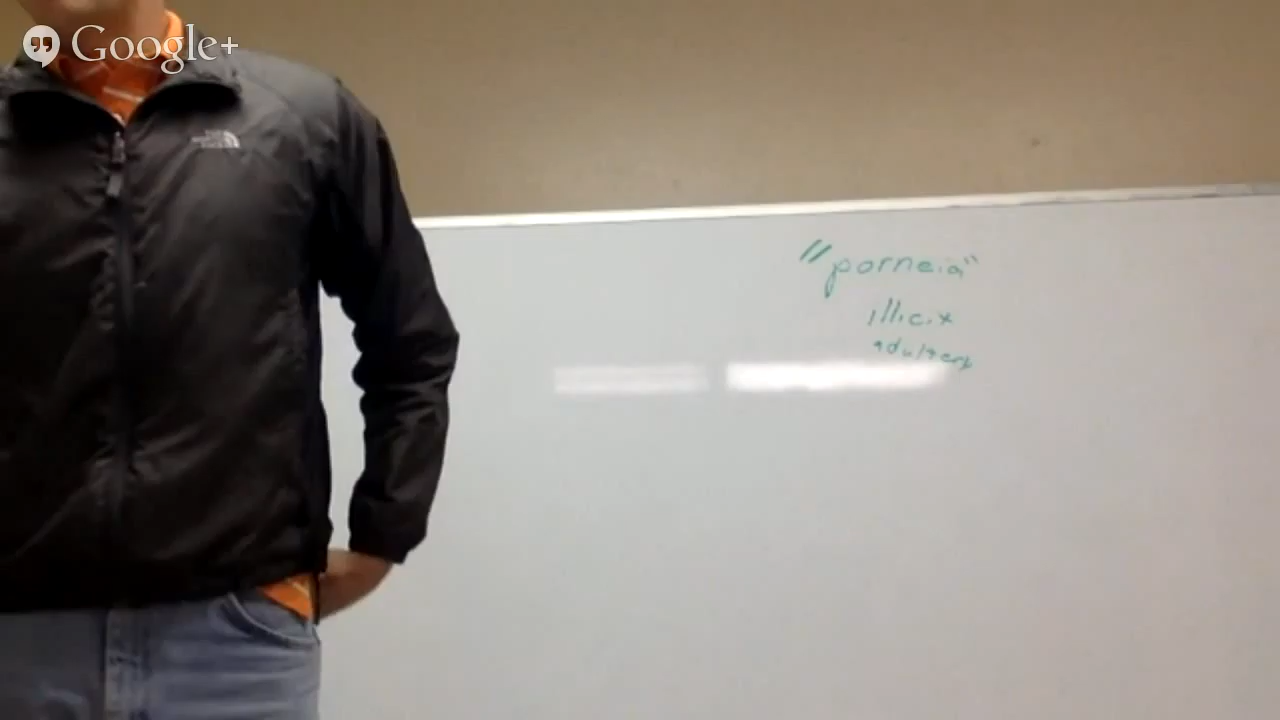 Google+
THE NORTH FACE
"porneia"
illicit
adultery